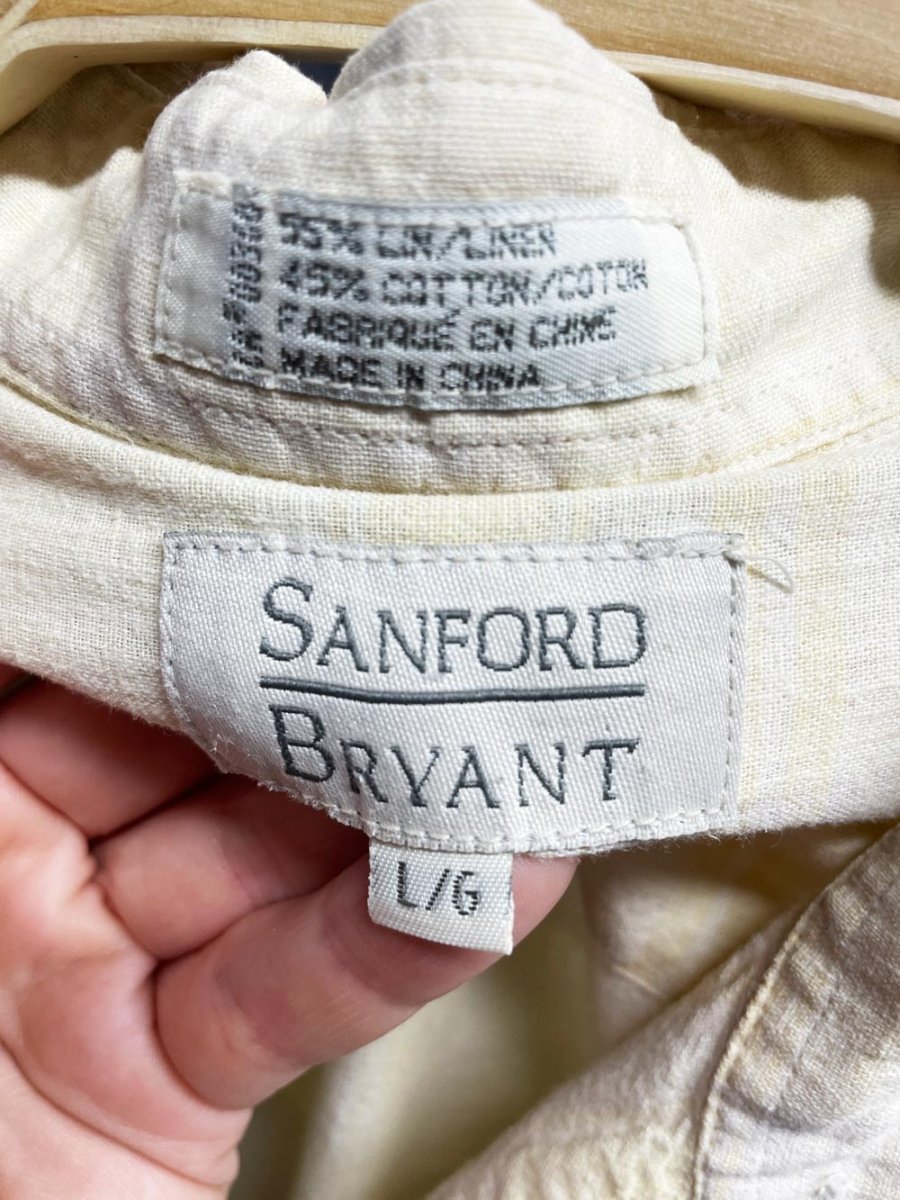 55% LIN/LINEN
45% COTTON/COTON
FABRIQUÉ EN CHINE
MADE IN CHINA
SANFORD
BRYANT
L/G